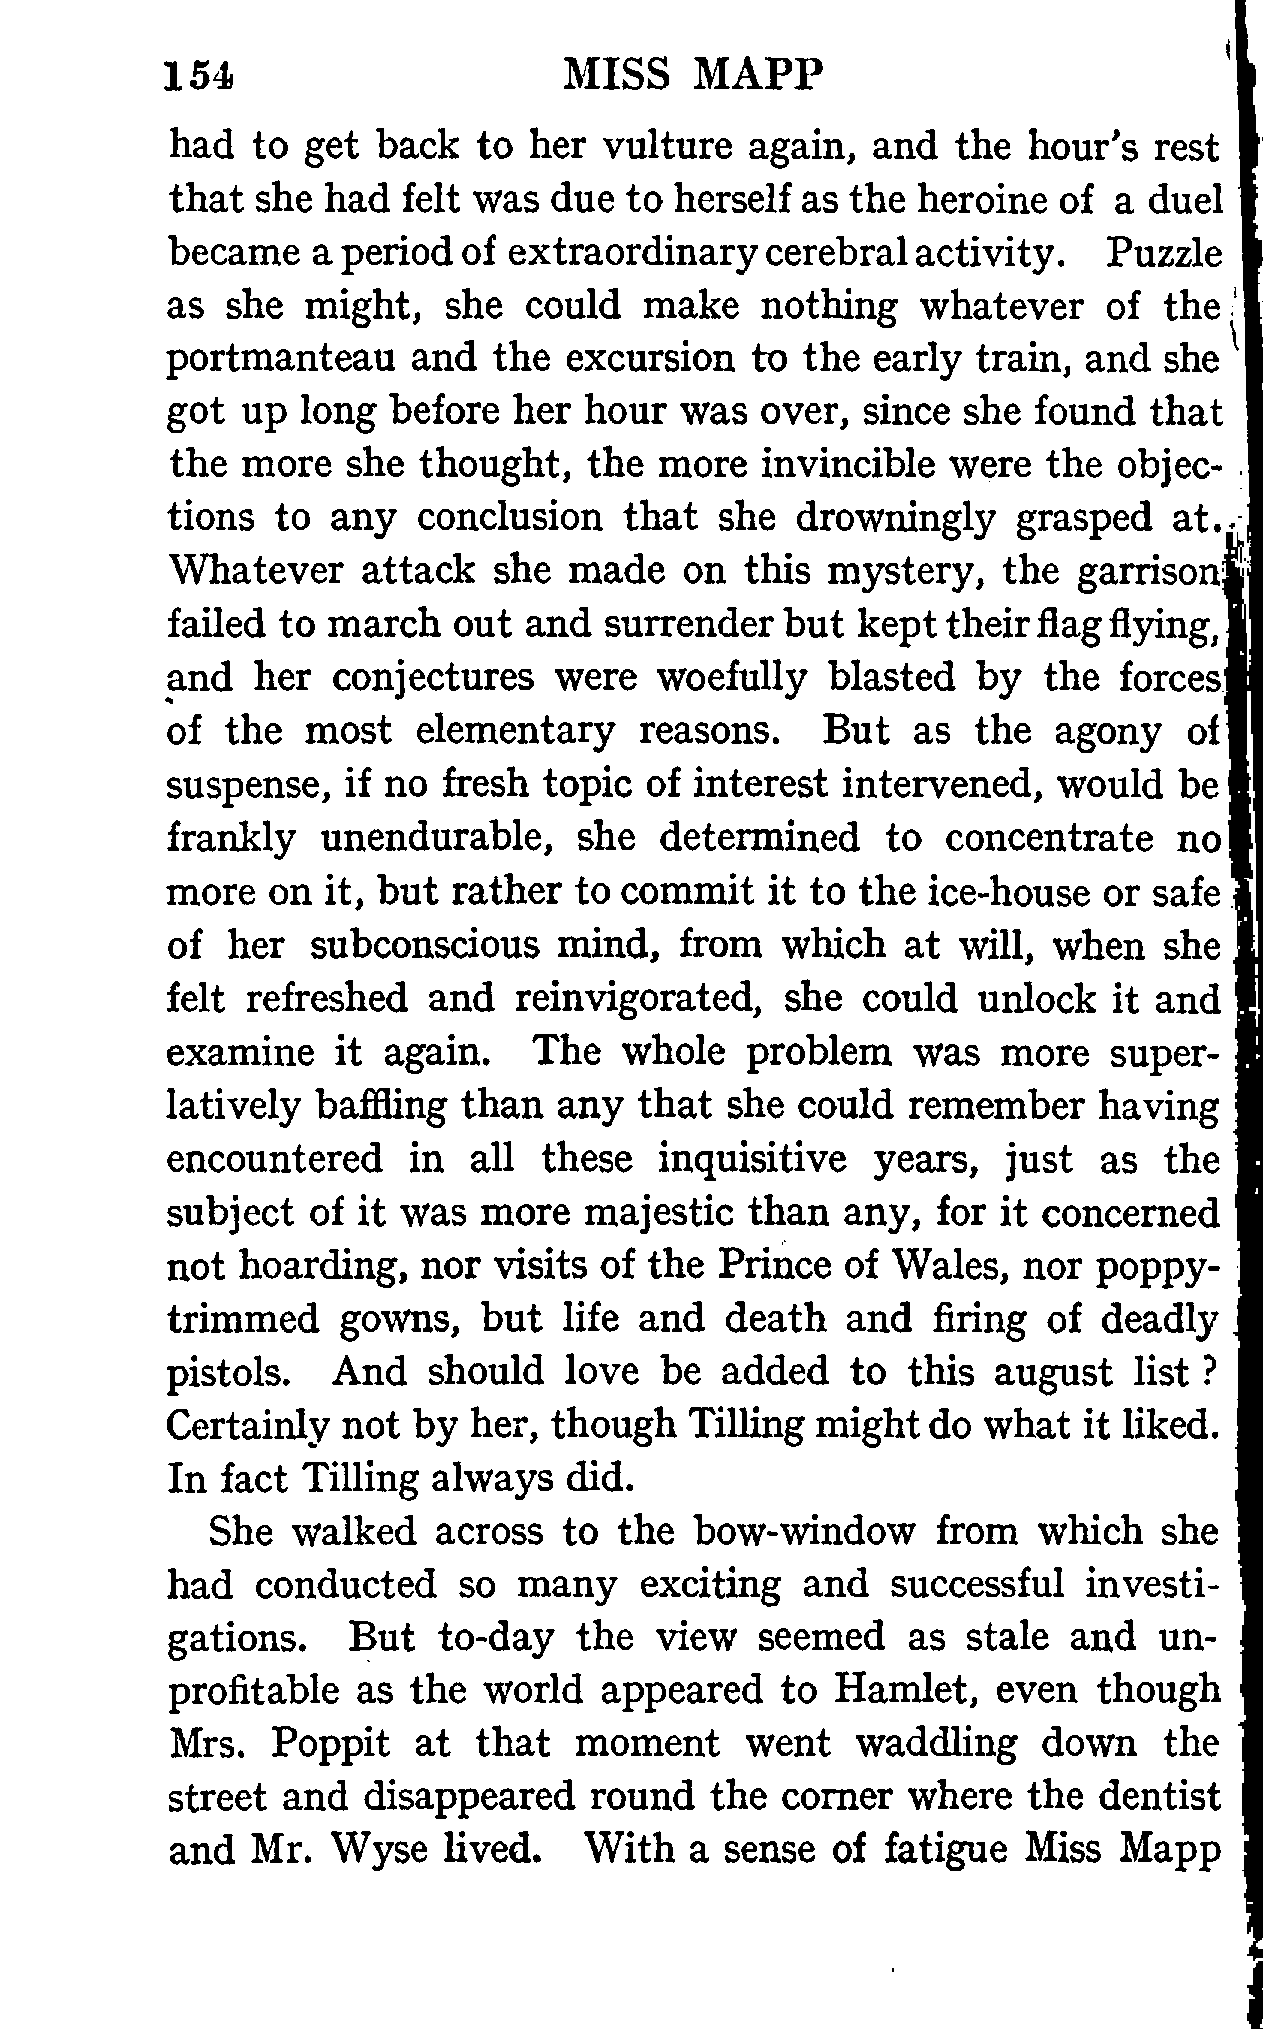 154 MISS MAPP
had to get back to her vulture again, and the hour's rest
that she had felt was due to herself as the heroine of a duel
became a period of extraordinary cerebral activity. Puzzle
as she might, she could make nothing whatever of the
portmanteau and the excursion to the early train, and she
got up long before her hour was over, since she found that
the more she thought, the more invincible were the objec-
tions to any conclusion that she drowningly grasped at.
Whatever attack she made on this mystery, the garrison
failed to march out and surrender but kept their flag flying,
and her conjectures were woefully blasted by the forces
of the most elementary reasons. But as the agony of
suspense, if no fresh topic of interest intervened, would be
frankly unendurable, she determined to concentrate no
more on it, but rather to commit it to the ice-house or safe
of her subconscious mind, from which at will, when she
felt refreshed and reinvigorated, she could unlock it and
examine it again. The whole problem was more super-
latively baffling than any that she could remember having
encountered in all these inquisitive years, just as the
subject of it was more majestic than any, for it concerned
not hoarding, nor visits of the Prince of Wales, nor poppy-
trimmed gowns, but life and death and firing of deadly
pistols. And should love be added to this august list ?
Certainly not by her, though Tilling might do what it liked.
In fact Tilling always did.
She walked across to the bow-window from which she
had conducted so many exciting and successful investi-
gations. But to-day the view seemed as stale and un-
profitable as the world appeared to Hamlet, even though
Mrs. Poppit at that moment went waddling down the
street and disappeared round the corner where the dentist
and Mr. Wyse lived. With a sense of fatigue Miss Mapp